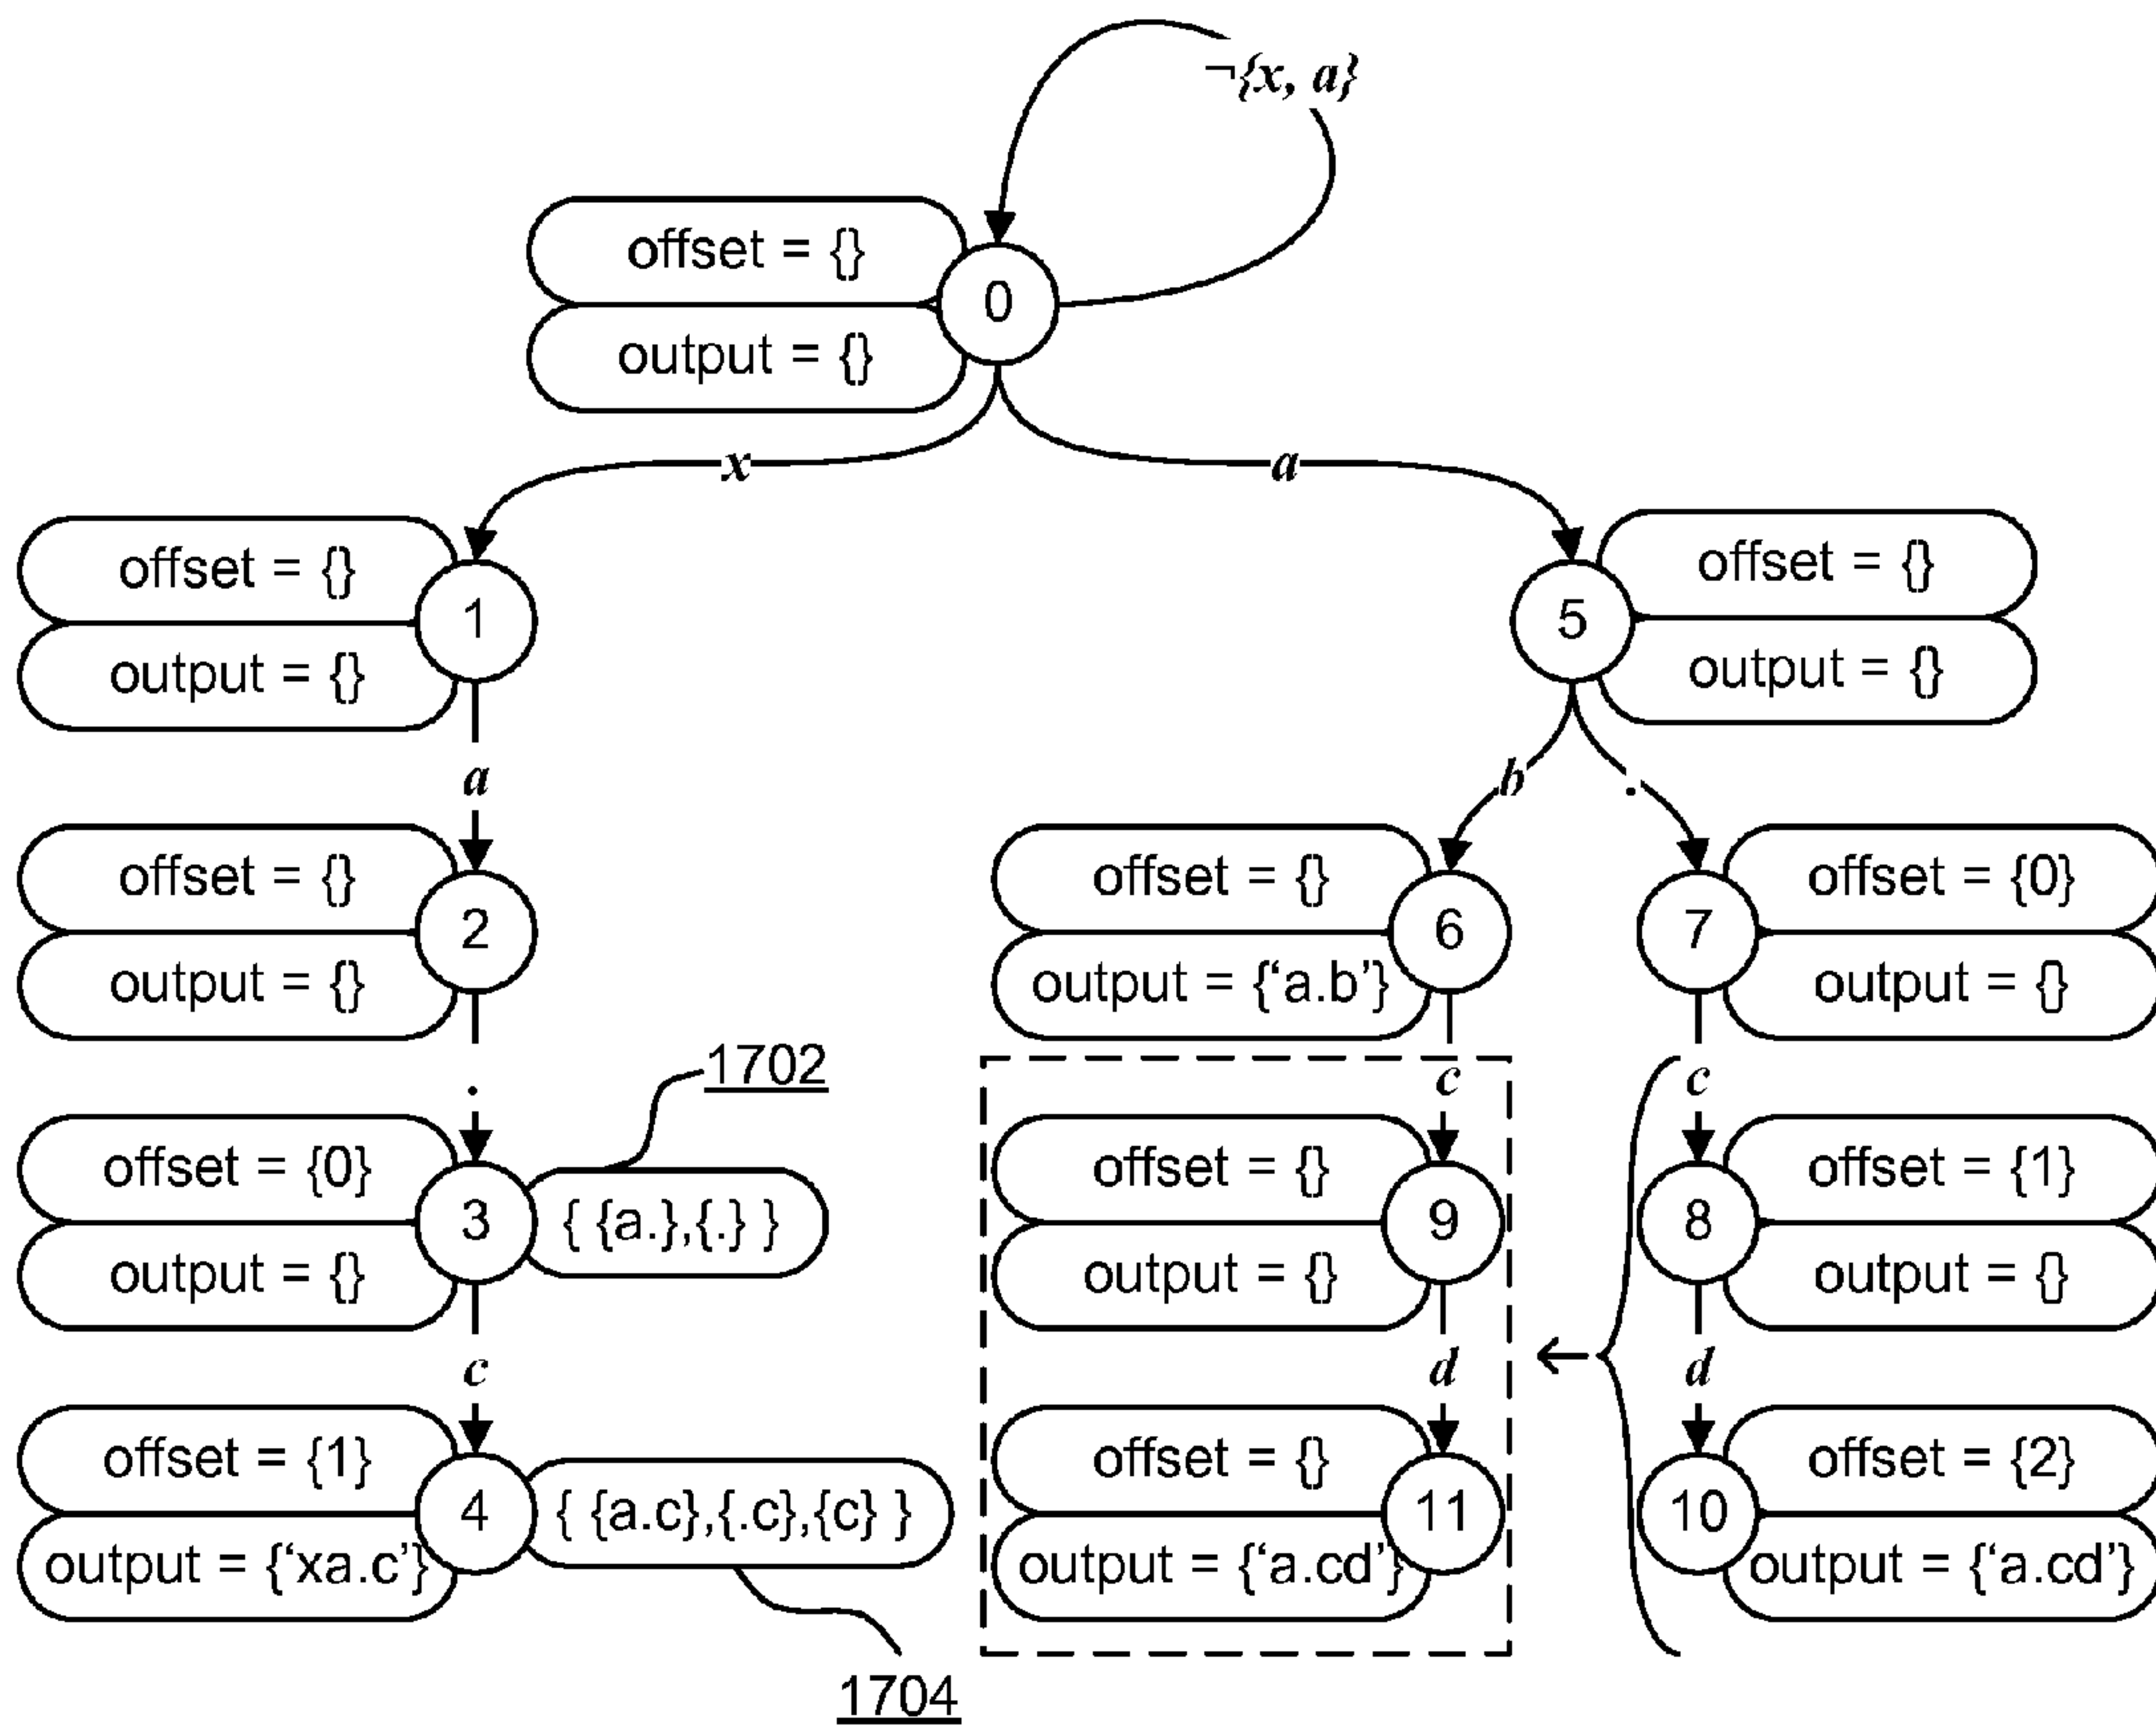 ¬{x, a}
offset = {}
0
output = {}
x
a
offset = {}
1
output = {}
offset = {}
5
output = {}
a
b
.
offset = {}
2
output = {}
offset = {}
6
output = {‘a.b’}
offset = {0}
7
output = {}
.
1702
c
c
offset = {0}
3
{ {a.},{.} }
output = {}
offset = {}
9
output = {}
offset = {1}
8
output = {}
c
d
d
offset = {1}
4
{ {a.c},{.c},{c} }
output = {‘xa.c’}
offset = {}
11
output = {‘a.cd’}
offset = {2}
10
output = {‘a.cd’}
1704